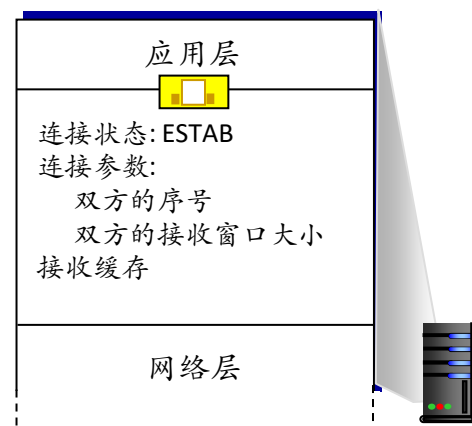 应用层
连接状态: ESTAB
连接参数:
双方的序号
双方的接收窗口大小
接收缓存
网络层